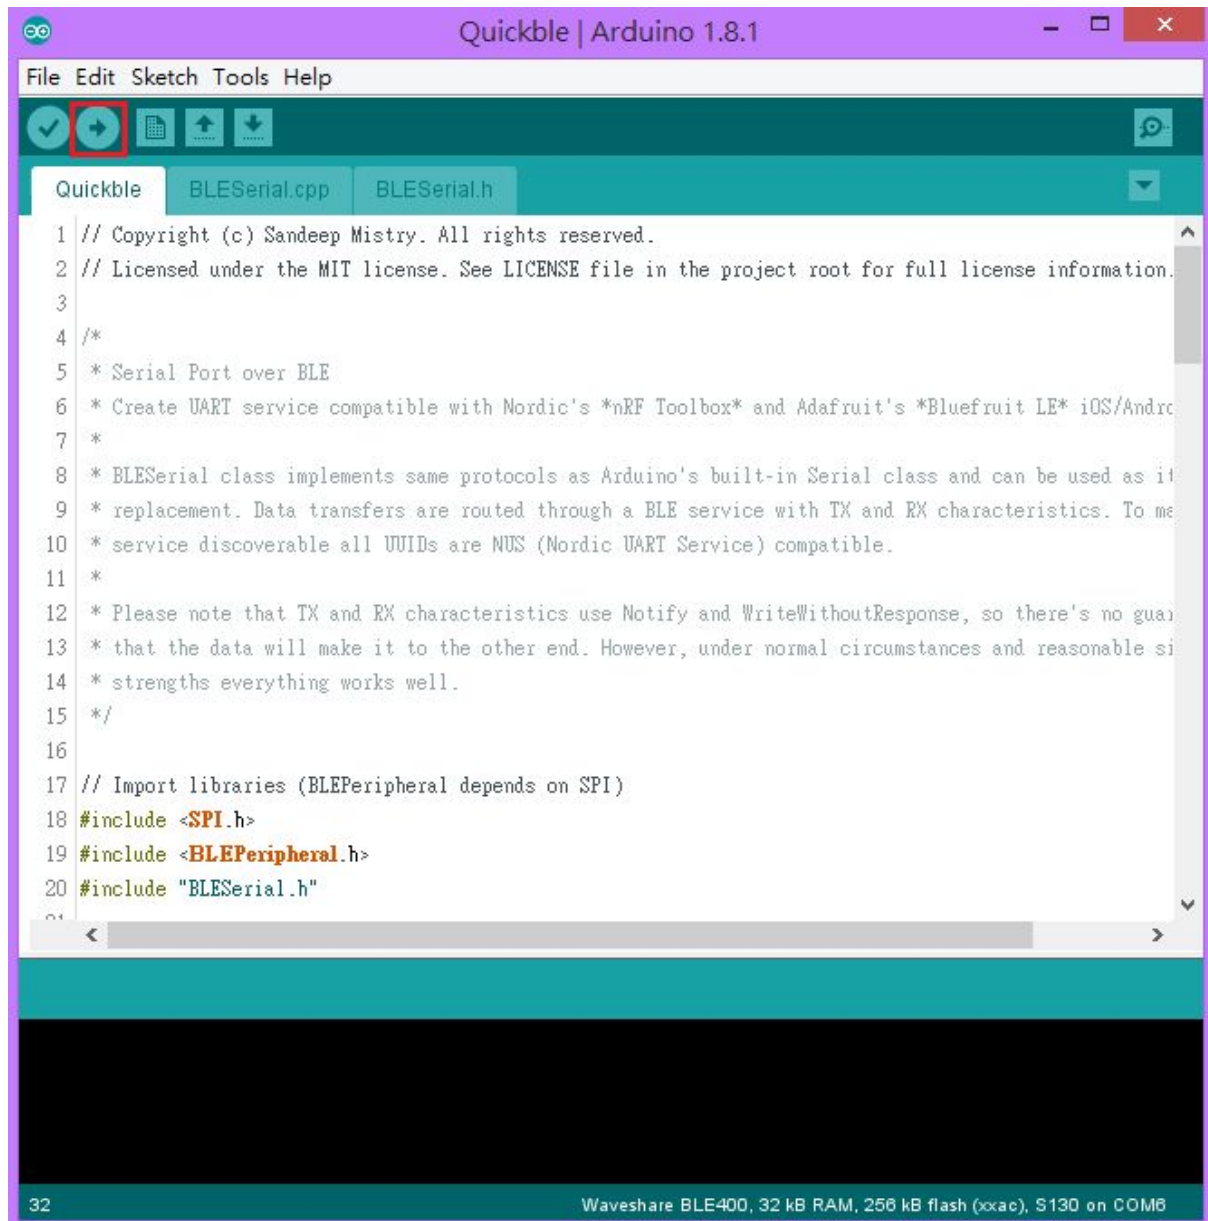 Quickble | Arduino 1.8.1
File Edit Sketch Tools Help
Quickble BLESerial.cpp BLESerial.h
1 // Copyright (c) Sandeep Mistry. All rights reserved.
2 // Licensed under the MIT license. See LICENSE file in the project root for full license information.
3
4 /*
5 * Serial Port over BLE
6 * Create UART service compatible with Nordic's *nRF Toolbox* and Adafruit's *Bluefruit LE* iOS/Andro
7 *
8 * BLESerial class implements same protocols as Arduino's built-in Serial class and can be used as it
9 * replacement. Data transfers are routed through a BLE service with TX and RX characteristics. To ma
10 * service discoverable all UUIDs are NUS (Nordic UART Service) compatible.
11 *
12 * Please note that TX and RX characteristics use Notify and WriteWithoutResponse, so there's no
13 * that the data will make it to the other end. However, under normal circumstances and reasonable si
14 * strengths everything works well.
15 */
16
17 // Import libraries (BLEPeripheral depends on SPI)
18 #include <SPI.h>
19 #include <BLEPeripheral.h>
20 #include "BLESerial.h"
32 Waveshare BLE400, 32 kB RAM, 256 kB flash (xxac), S130 on COM6